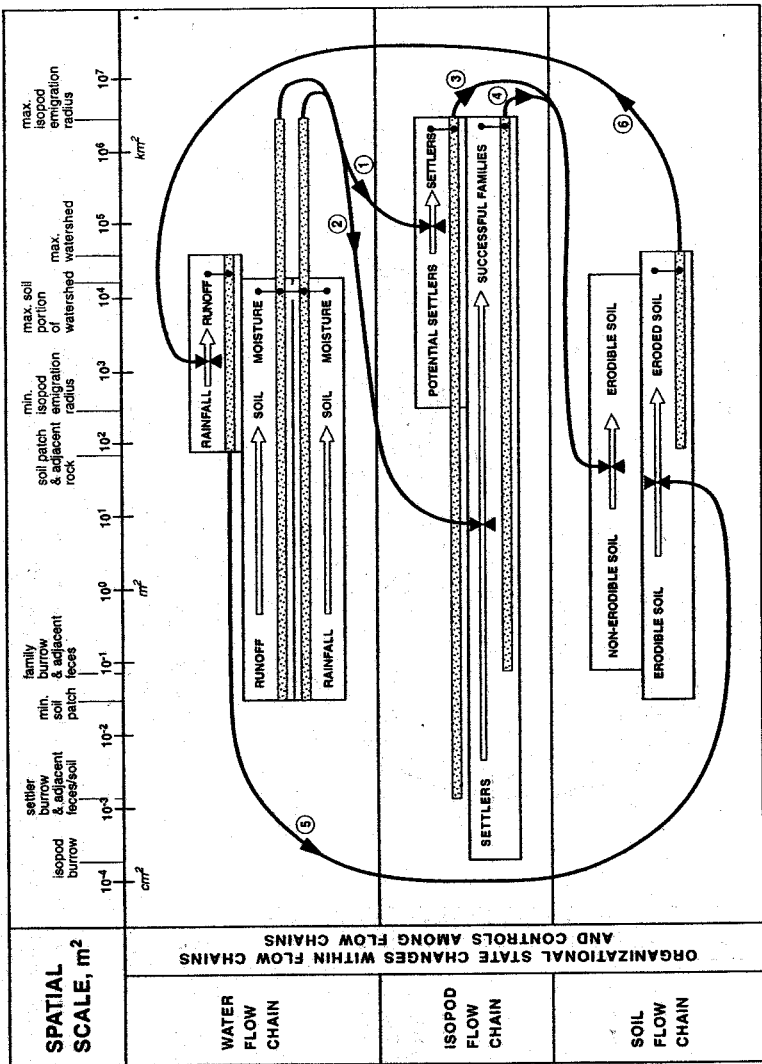 SPATIAL
SCALE, m²
isopod
burrow
settler
burrow
& adjacent
feces/soil
min.
soil
patch
family
burrow
& adjacent
feces
soil patch
& adjacent
rock
min.
isopod
emigration
radius
max. soil
portion
of
watershed
max.
watershed
max.
isopod
emigration
radius
10⁻⁴
10⁻³
10⁻²
10⁻¹
10⁰
10¹
10²
10³
10⁴
10⁵
10⁶
10⁷
cm²
m²
km²
ORGANIZATIONAL STATE CHANGES WITHIN FLOW CHAINS
AND CONTROLS AMONG FLOW CHAINS
WATER
FLOW
CHAIN
RAINFALL
RUNOFF
RUNOFF
SOIL
MOISTURE
RAINFALL
SOIL
MOISTURE
5
2
1
ISOPOD
FLOW
CHAIN
POTENTIAL SETTLERS
SETTLERS
SETTLERS
SUCCESSFUL FAMILIES
3
4
SOIL
FLOW
CHAIN
NON-ERODIBLE SOIL
ERODIBLE SOIL
ERODIBLE SOIL
ERODED SOIL
6